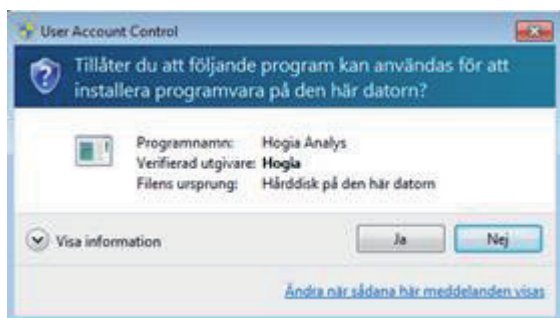 User Account Control
Tillåter du att följande program kan användas för att
installera programvara på den här datorn?
Programnamn: Hogia Analys
Verifierad utgivare: Hogia
Filens ursprung: Hårddisk på den här datorn
Visa information
Ja
Nej
Ändra när sådana här meddelanden visas